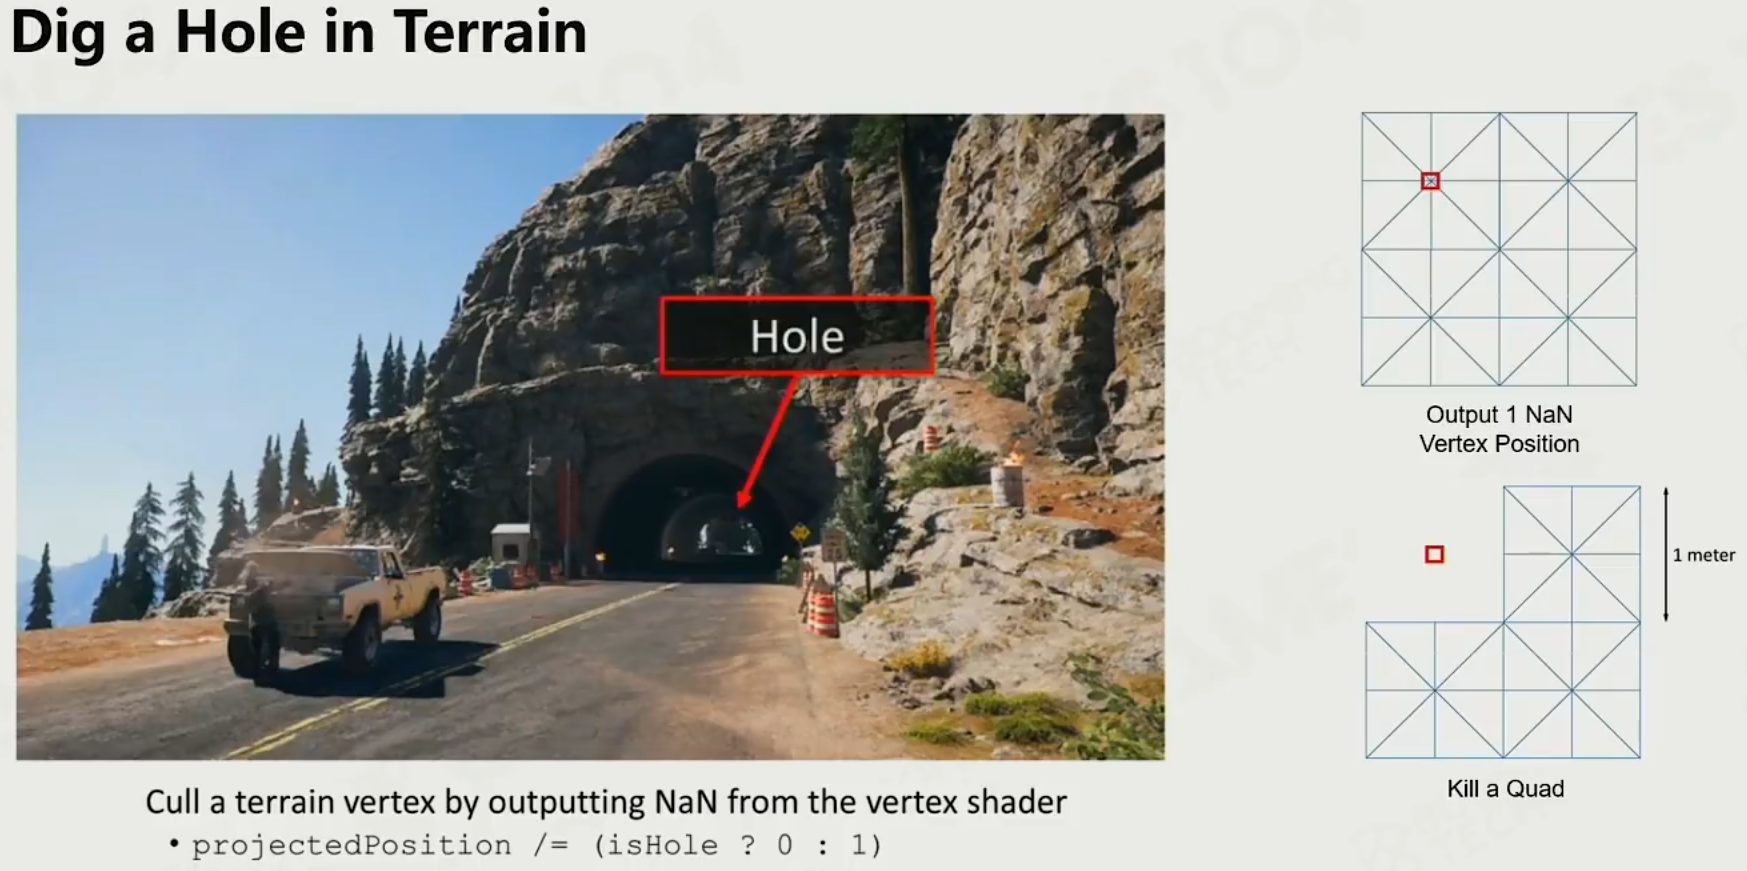 Dig a Hole in Terrain
Hole
Output 1 NaN
Vertex Position
1 meter
Kill a Quad
Cull a terrain vertex by outputting NaN from the vertex shader
• projectedPosition /= (isHole ? 0 : 1)